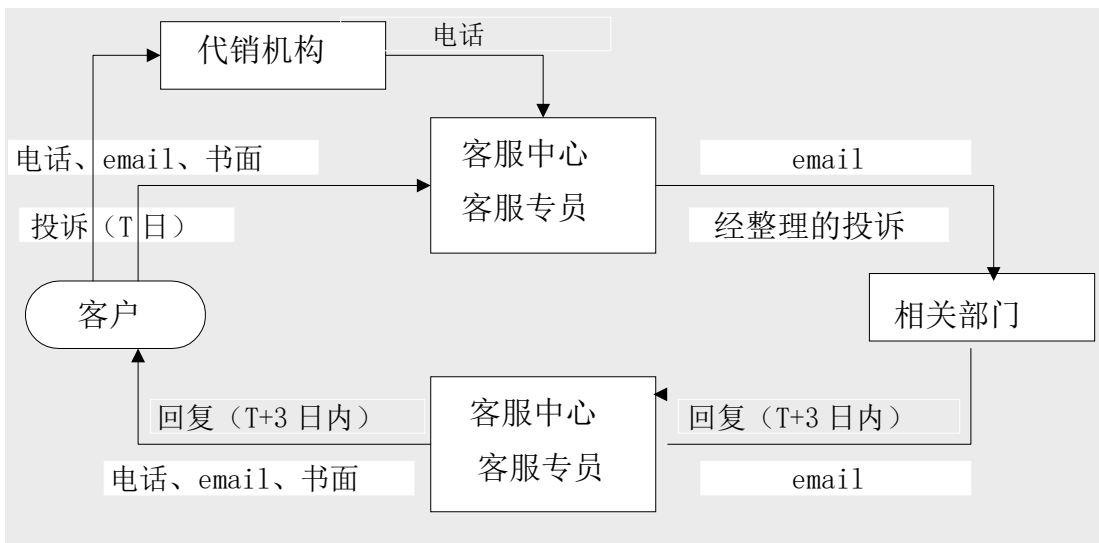 代销机构
电话
电话、email、书面
投诉（T日）
客服中心
客服专员
email
经整理的投诉
客户
相关部门
回复（T+3 日内）
电话、email、书面
客服中心
客服专员
回复（T+3 日内）
email